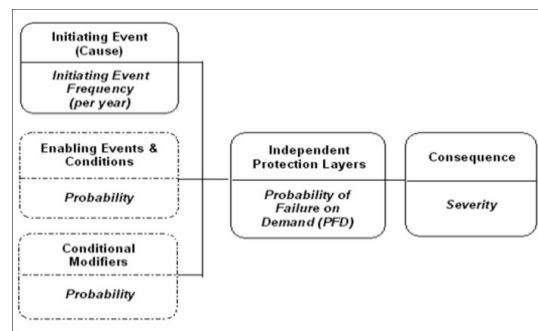 Initiating Event
(Cause)
Initiating Event
Frequency
(per year)
Enabling Events &
Conditions
Probability
Conditional
Modifiers
Probability
Independent
Protection Layers
Probability of
Failure on
Demand (PFD)
Consequence
Severity